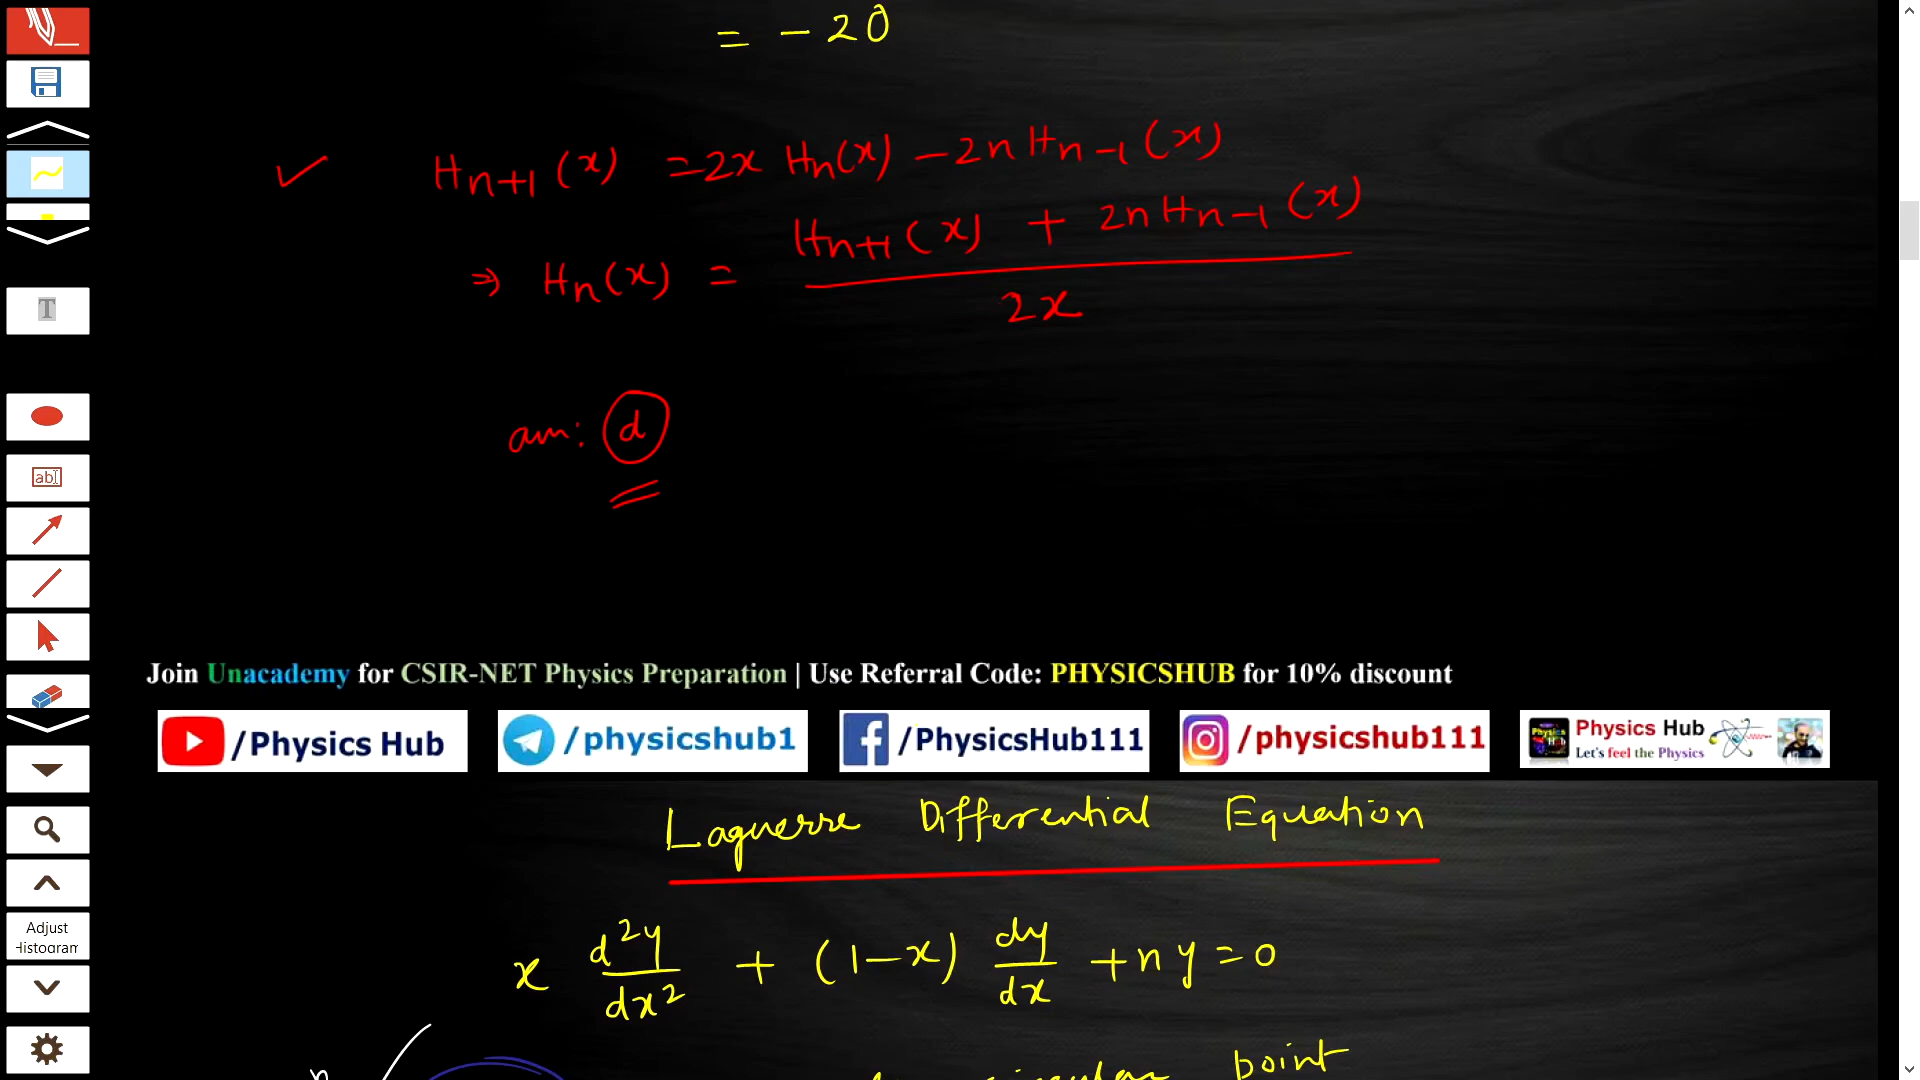 = - 20
✓ Hn+1 (x) = 2x Hn(x) - 2n Hn-1 (x)
⇒ Hn(x) = (Hn+1 (x) + 2n Hn-1 (x)) / 2x
T
ans: d
ab
Join Unacademy for CSIR-NET Physics Preparation | Use Referral Code: PHYSICSHUB for 10% discount
/Physics Hub /physicshub1 /PhysicsHub111 /physicshub111 Physics Hub
Let's feel the Physics
Laguerre Differential Equation
Adjust
Histogram
x d²y/dx² + (1-x) dy/dx + ny = 0
point
n